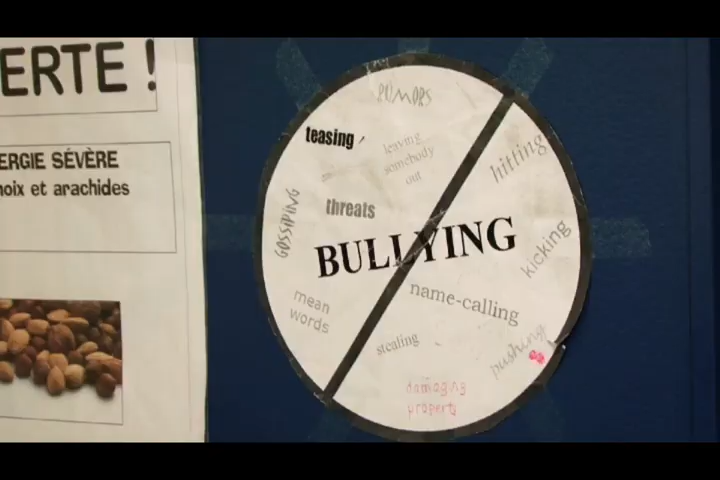 ERTE !
ERGIE SÉVÈRE
noix et arachides
RUMORS
teasing
leaving
somebody
out
hitting
GOSSIPING
threats
BULLYING
kicking
mean
words
name-calling
stealing
pushing
damaging
property